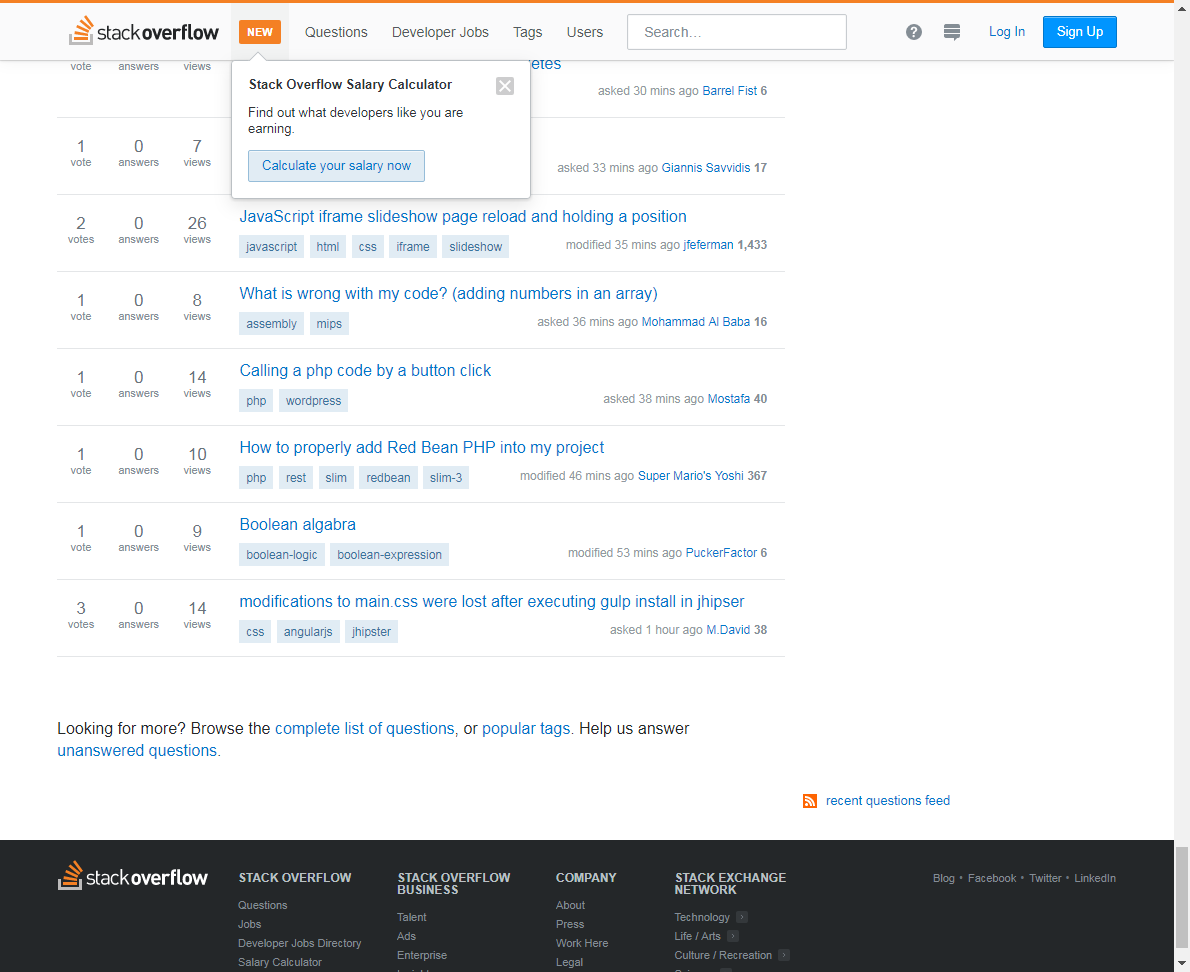 stackoverflow
NEW
Questions Developer Jobs Tags Users Search... ? Log In Sign Up
vote answers views
asked 30 mins ago Barrel Fist 6
Stack Overflow Salary Calculator
Find out what developers like you are
earning.
Calculate your salary now
1 0 7
vote answers views
asked 33 mins ago Giannis Savvidis 17
2 0 26
votes answers views
JavaScript iframe slideshow page reload and holding a position
javascript html css iframe slideshow
modified 35 mins ago jfeferman 1,433
1 0 8
vote answers views
What is wrong with my code? (adding numbers in an array)
assembly mips
asked 36 mins ago Mohammad Al Baba 16
1 0 14
vote answers views
Calling a php code by a button click
php wordpress
asked 38 mins ago Mostafa 40
1 0 10
vote answers views
How to properly add Red Bean PHP into my project
php rest slim redbean slim-3
modified 46 mins ago Super Mario's Yoshi 367
1 0 9
vote answers views
Boolean algabra
boolean-logic boolean-expression
modified 53 mins ago PuckerFactor 6
3 0 14
votes answers views
modifications to main.css were lost after executing gulp install in jhipser
css angularjs jhipster
asked 1 hour ago M.David 38
Looking for more? Browse the complete list of questions, or popular tags. Help us answer
unanswered questions.
recent questions feed
stackoverflow
STACK OVERFLOW
Questions
Jobs
Developer Jobs Directory
Salary Calculator
STACK OVERFLOW
BUSINESS
Talent
Ads
Enterprise
COMPANY
About
Press
Work Here
Legal
STACK EXCHANGE
NETWORK
Technology
Life / Arts
Culture / Recreation
Blog • Facebook • Twitter • LinkedIn